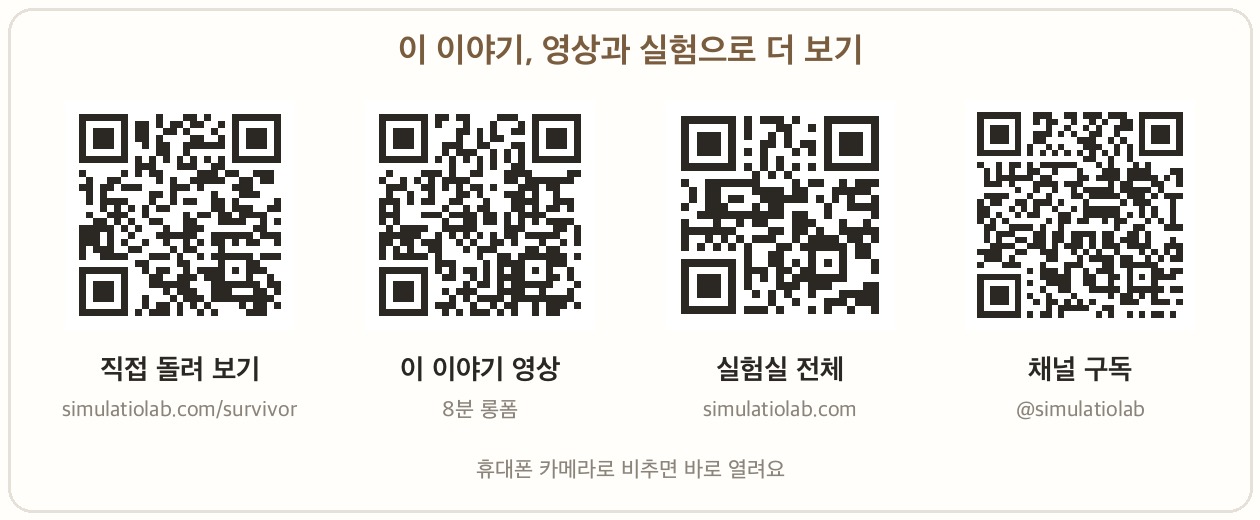 이 이야기, 영상과 실험으로 더 보기
직접 돌려 보기
이 이야기 영상
실험실 전체
채널 구독
simulatiolab.com/survivor
8분 롱폼
simulatiolab.com
@simulatiolab
휴대폰 카메라로 비추면 바로 열려요